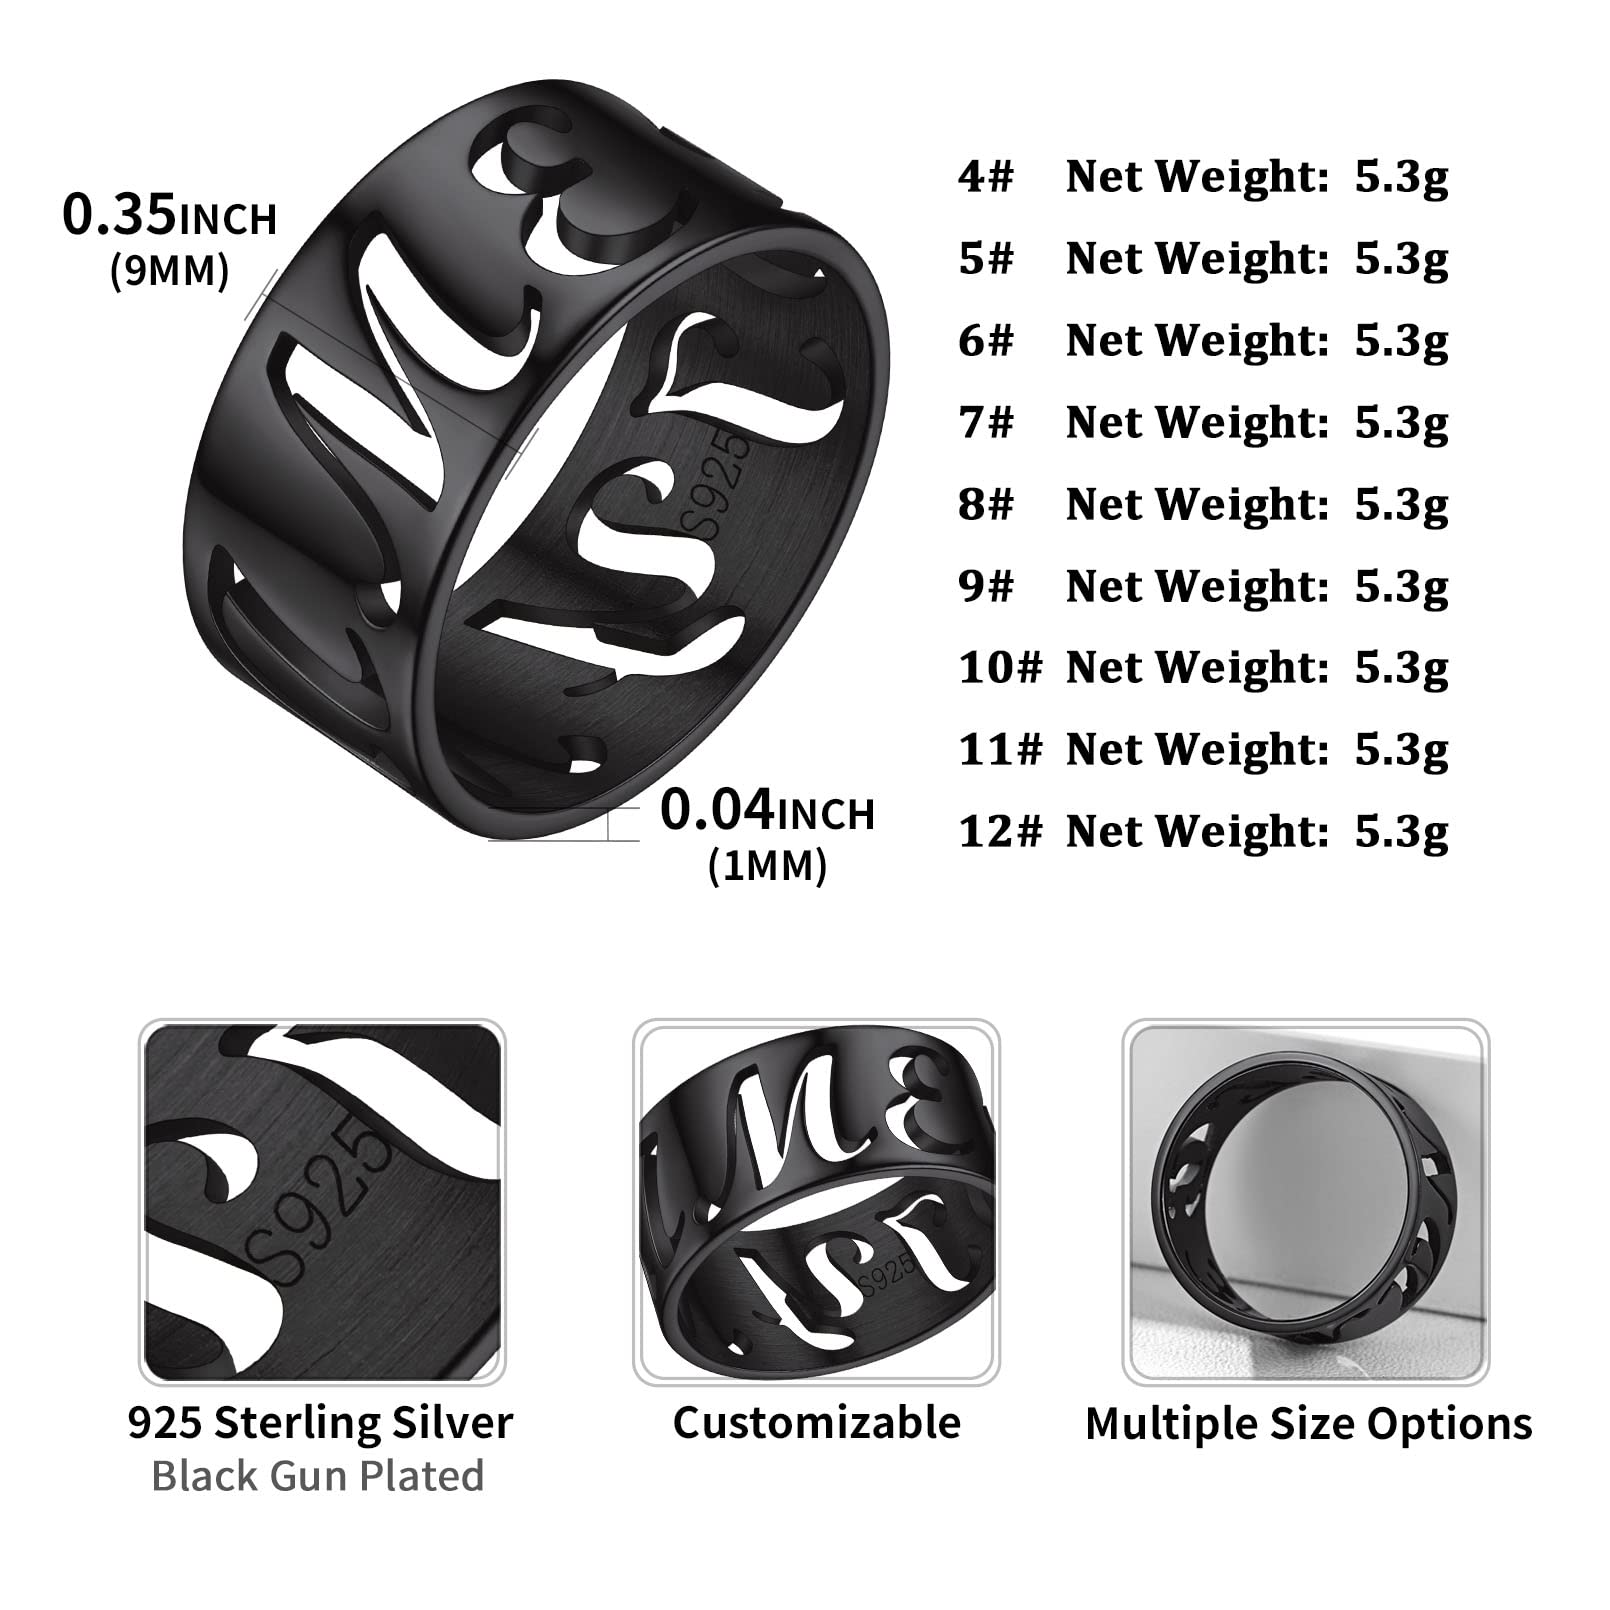 0.35INCH
(9MM)
4# Net Weight: 5.3g
5# Net Weight: 5.3g
6# Net Weight: 5.3g
7# Net Weight: 5.3g
8# Net Weight: 5.3g
9# Net Weight: 5.3g
10# Net Weight: 5.3g
11# Net Weight: 5.3g
12# Net Weight: 5.3g
S925
0.04INCH
(1MM)
S925
S925
925 Sterling Silver
Black Gun Plated
Customizable
Multiple Size Options